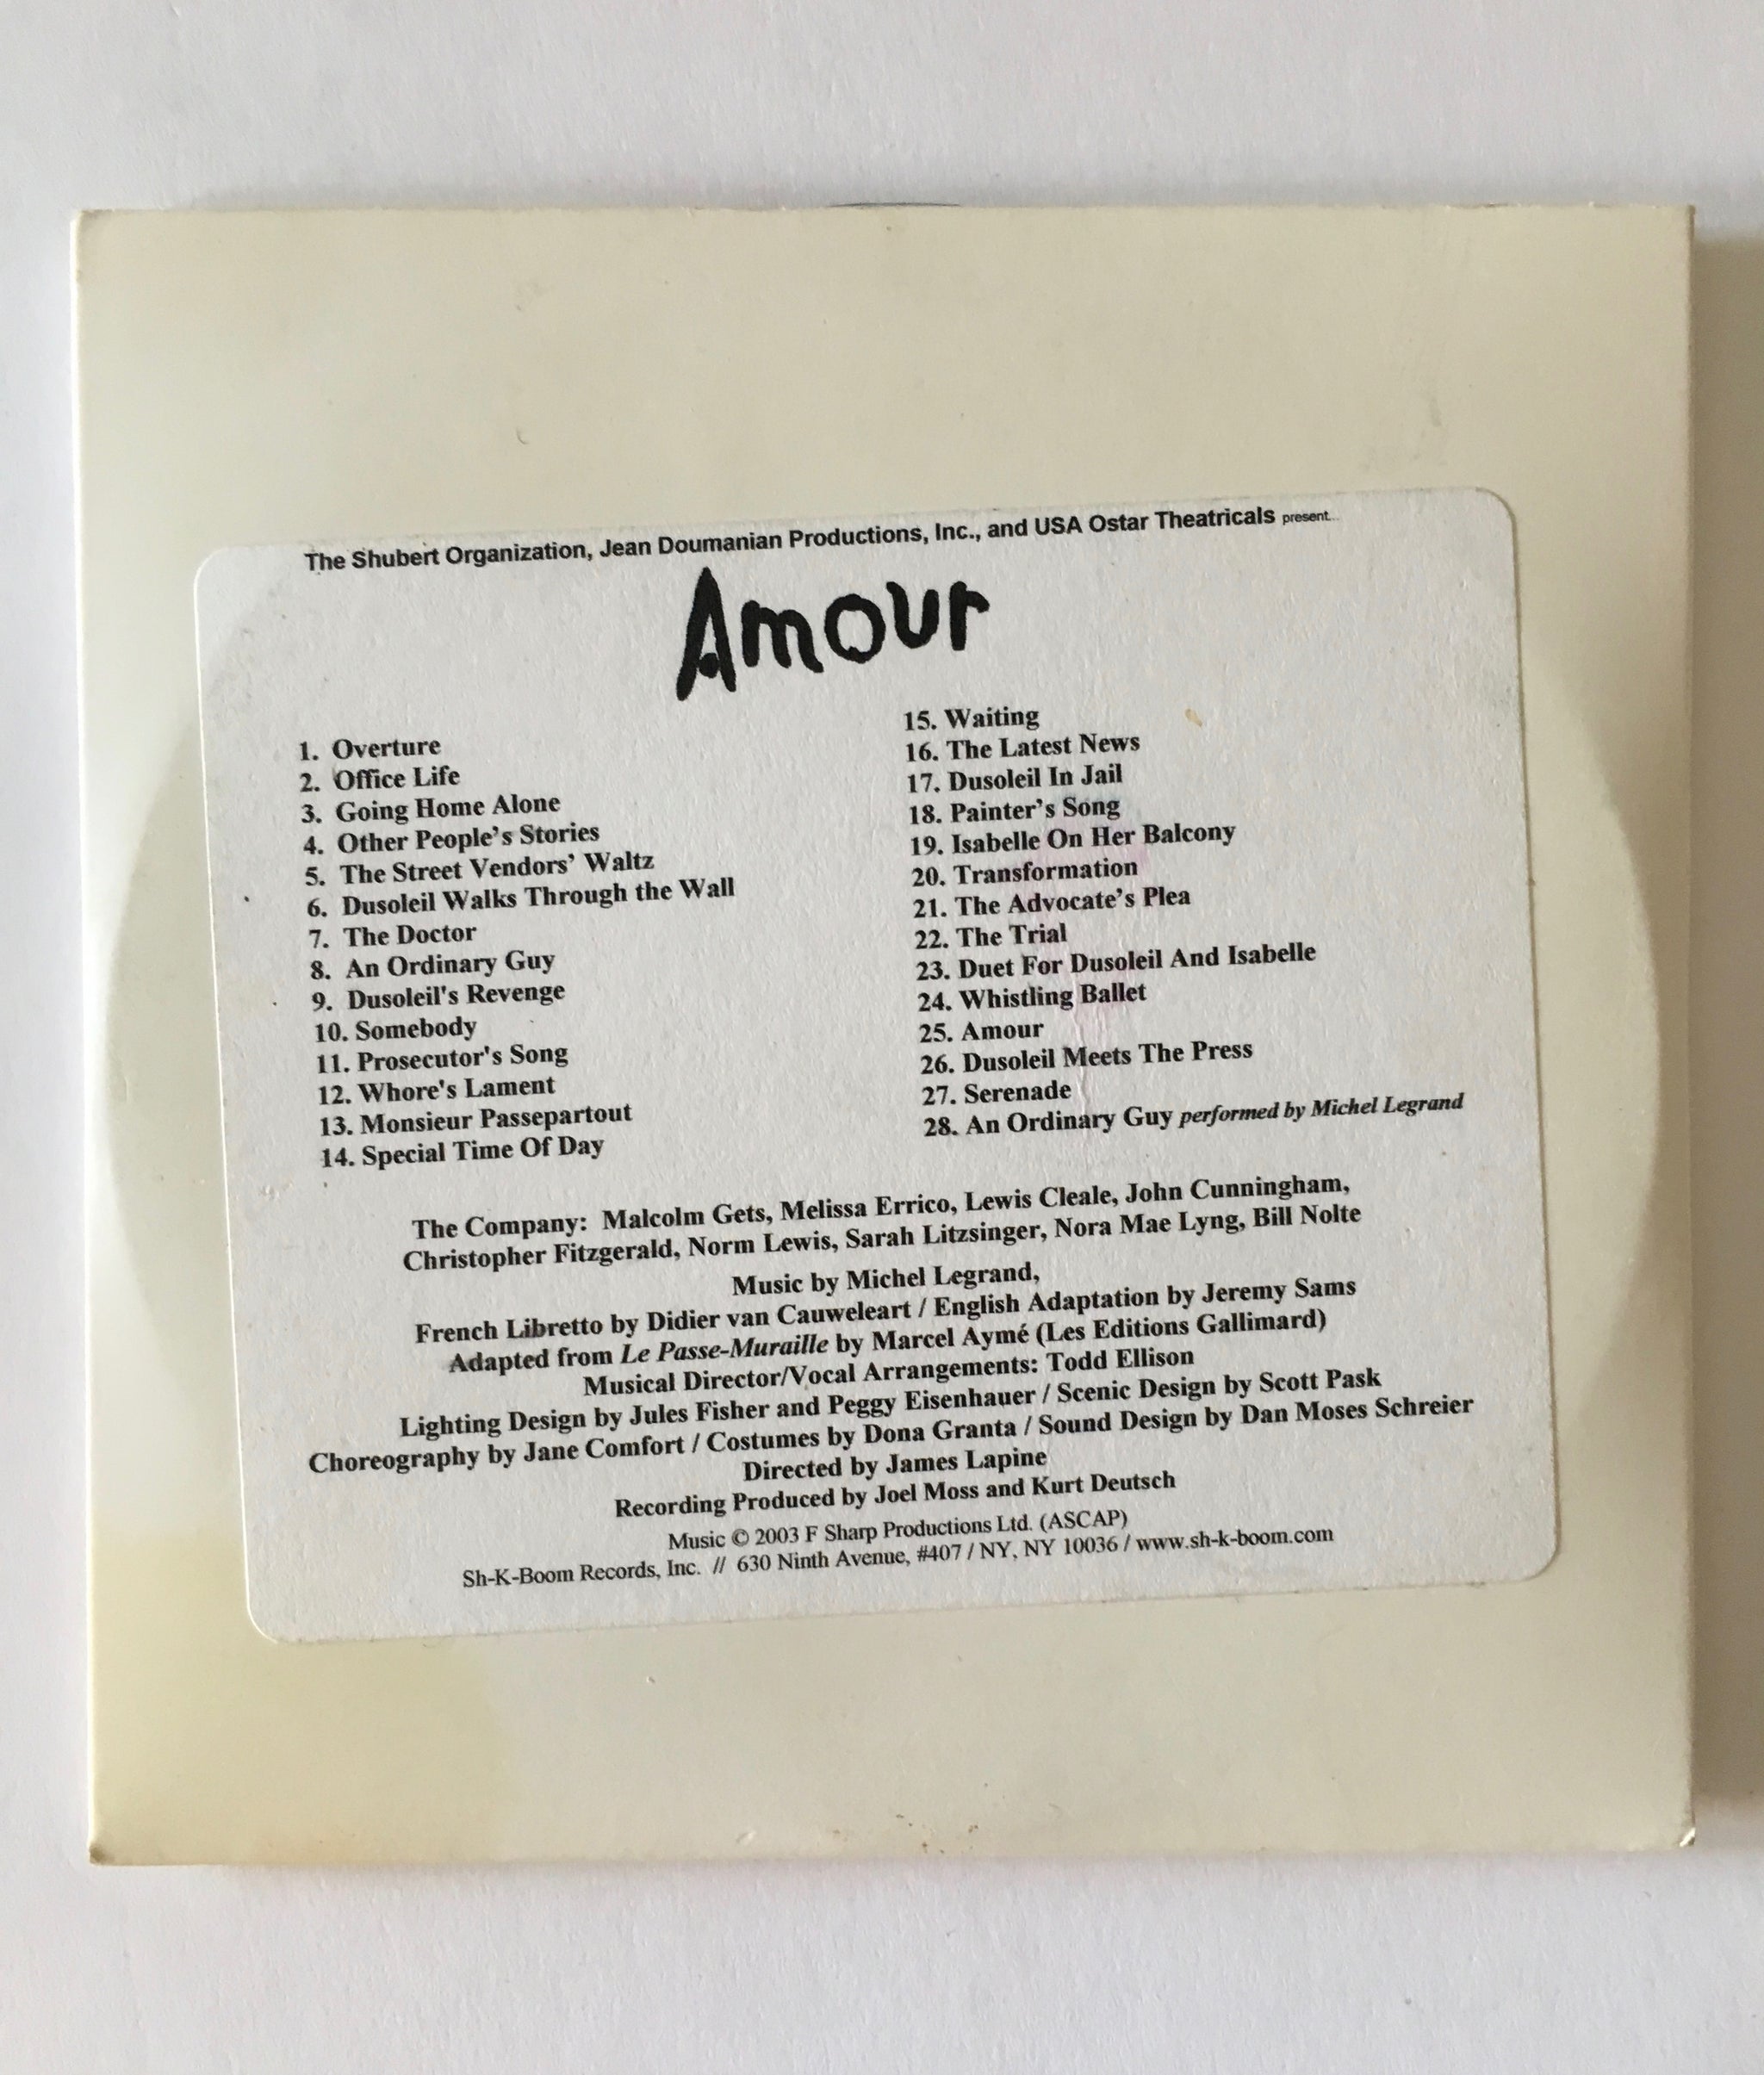 The Shubert Organization, Jean Doumanian Productions, Inc., and USA Ostar Theatricals present...
Amour
1. Overture
2. Office Life
3. Going Home Alone
4. Other People's Stories
5. The Street Vendors' Waltz
6. Dusoleil Walks Through the Wall
7. The Doctor
8. An Ordinary Guy
9. Dusoleil's Revenge
10. Somebody
11. Prosecutor's Song
12. Whore's Lament
13. Monsieur Passepartout
14. Special Time Of Day
15. Waiting
16. The Latest News
17. Dusoleil In Jail
18. Painter's Song
19. Isabelle On Her Balcony
20. Transformation
21. The Advocate's Plea
22. The Trial
23. Duet For Dusoleil And Isabelle
24. Whistling Ballet
25. Amour
26. Dusoleil Meets The Press
27. Serenade
28. An Ordinary Guy performed by Michel Legrand
The Company: Malcolm Gets, Melissa Errico, Lewis Cleale, John Cunningham,
Christopher Fitzgerald, Norm Lewis, Sarah Litzsinger, Nora Mae Lyng, Bill Nolte
Music by Michel Legrand,
French Libretto by Didier van Cauweleart / English Adaptation by Jeremy Sams
Adapted from Le Passe-Muraille by Marcel Aymé (Les Editions Gallimard)
Musical Director/Vocal Arrangements: Todd Ellison
Lighting Design by Jules Fisher and Peggy Eisenhauer / Scenic Design by Scott Pask
Choreography by Jane Comfort / Costumes by Dona Granta / Sound Design by Dan Moses Schreier
Directed by James Lapine
Recording Produced by Joel Moss and Kurt Deutsch
Music © 2003 F Sharp Productions Ltd. (ASCAP)
Sh-K-Boom Records, Inc. // 630 Ninth Avenue, #407 / NY, NY 10036 / www.sh-k-boom.com